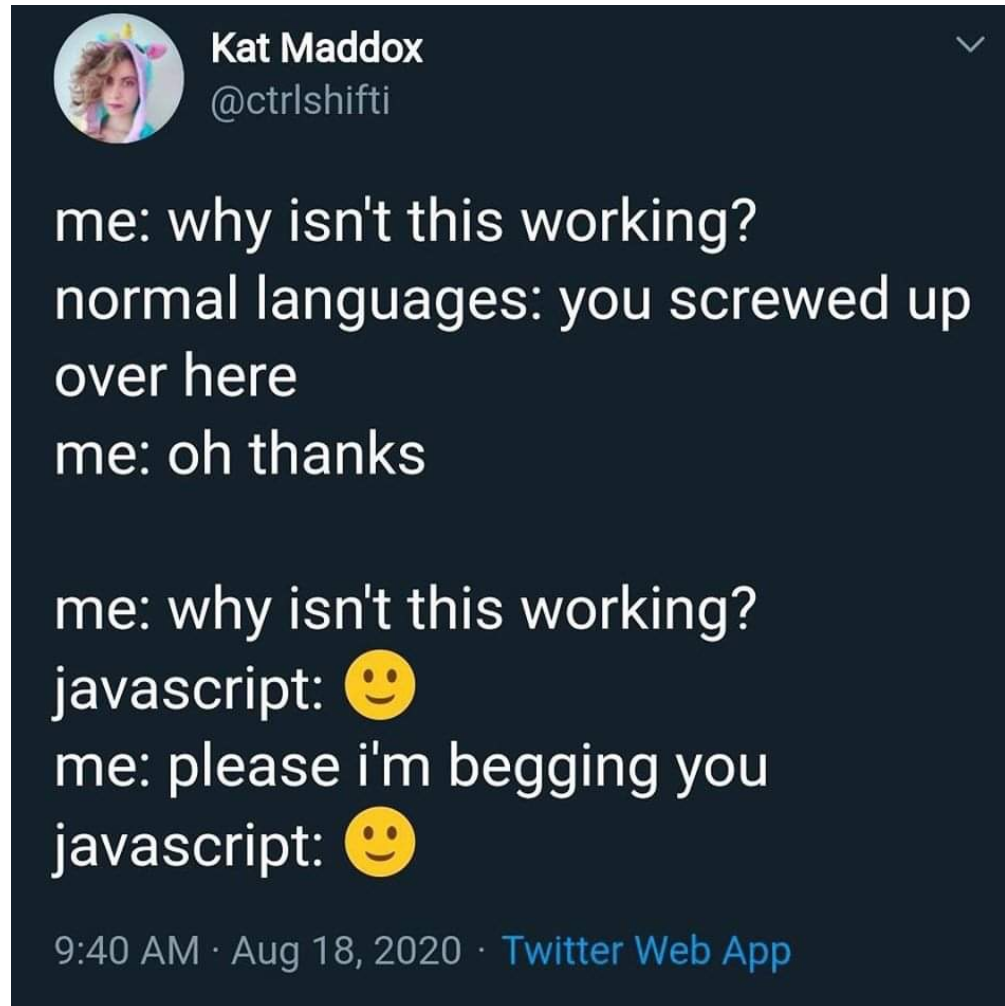 Kat Maddox
@ctrlshifti
me: why isn't this working?
normal languages: you screwed up
over here
me: oh thanks
me: why isn't this working?
javascript: 🙂
me: please i'm begging you
javascript: 🙂
9:40 AM · Aug 18, 2020 · Twitter Web App